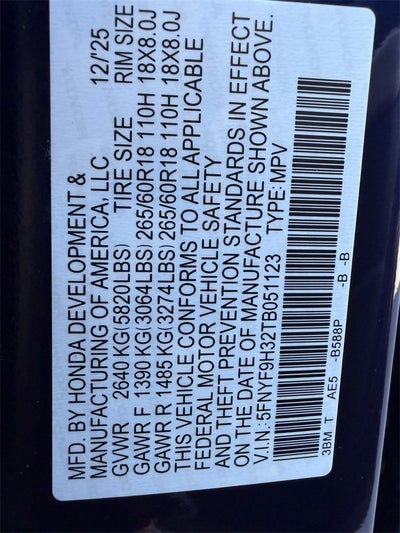 MFD. BY HONDA DEVELOPMENT &
MANUFACTURING OF AMERICA, LLC 12/'25
GVWR 2640 KG(5820LBS) TIRE SIZE RIM SIZE
GAWR F 1390 KG(3064LBS) 265/60R18 110H 18X8.0J
GAWR R 1485 KG(3274LBS) 265/60R18 110H 18X8.0J
THIS VEHICLE CONFORMS TO ALL APPLICABLE
FEDERAL MOTOR VEHICLE SAFETY
AND THEFT PREVENTION STANDARDS IN EFFECT
ON THE DATE OF MANUFACTURE SHOWN ABOVE.
V.I.N.: 5FNYF9H32TB051123 TYPE: MPV
3BM T AE5 -B588P -B -B